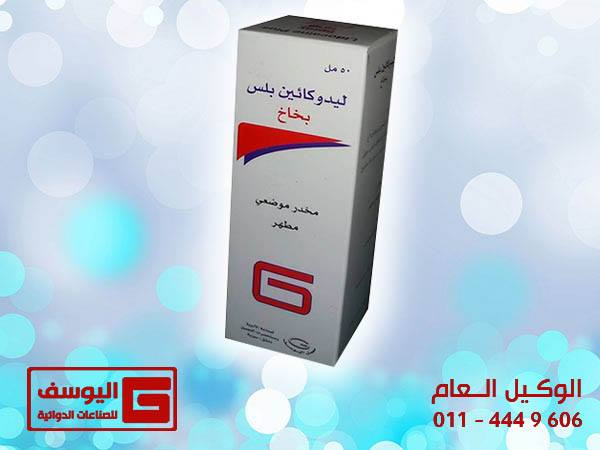 ٥٠ مل
ليدوكائين بلس
بخاخ
مخدر موضعي
مطهر
اليوسف
للصناعات الدوائية
الوكيل العام
011 - 444 9 606